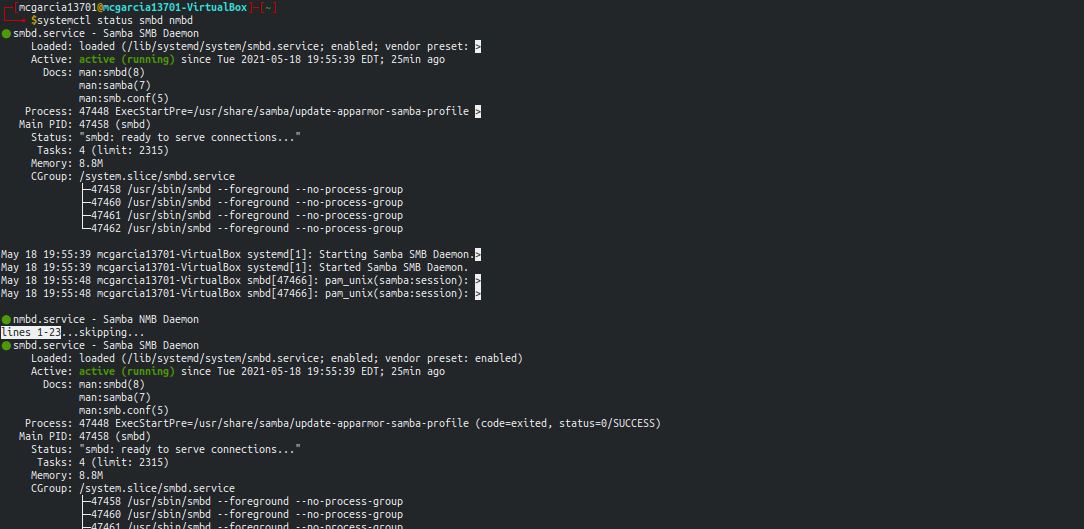 ┌─[mcgarcia13701@mcgarcia13701-VirtualBox]─[~]
└──╼ $systemctl status smbd nmbd
● smbd.service - Samba SMB Daemon
     Loaded: loaded (/lib/systemd/system/smbd.service; enabled; vendor preset: >
     Active: active (running) since Tue 2021-05-18 19:55:39 EDT; 25min ago
       Docs: man:smbd(8)
             man:samba(7)
             man:smb.conf(5)
    Process: 47448 ExecStartPre=/usr/share/samba/update-apparmor-samba-profile >
   Main PID: 47458 (smbd)
     Status: "smbd: ready to serve connections..."
      Tasks: 4 (limit: 2315)
     Memory: 8.8M
     CGroup: /system.slice/smbd.service
             ├─47458 /usr/sbin/smbd --foreground --no-process-group
             ├─47460 /usr/sbin/smbd --foreground --no-process-group
             ├─47461 /usr/sbin/smbd --foreground --no-process-group
             └─47462 /usr/sbin/smbd --foreground --no-process-group
May 18 19:55:39 mcgarcia13701-VirtualBox systemd[1]: Starting Samba SMB Daemon.>
May 18 19:55:39 mcgarcia13701-VirtualBox systemd[1]: Started Samba SMB Daemon.
May 18 19:55:48 mcgarcia13701-VirtualBox smbd[47466]: pam_unix(samba:session): >
May 18 19:55:48 mcgarcia13701-VirtualBox smbd[47466]: pam_unix(samba:session): >
● nmbd.service - Samba NMB Daemon
lines 1-23...skipping...
● smbd.service - Samba SMB Daemon
     Loaded: loaded (/lib/systemd/system/smbd.service; enabled; vendor preset: enabled)
     Active: active (running) since Tue 2021-05-18 19:55:39 EDT; 25min ago
       Docs: man:smbd(8)
             man:samba(7)
             man:smb.conf(5)
    Process: 47448 ExecStartPre=/usr/share/samba/update-apparmor-samba-profile (code=exited, status=0/SUCCESS)
   Main PID: 47458 (smbd)
     Status: "smbd: ready to serve connections..."
      Tasks: 4 (limit: 2315)
     Memory: 8.8M
     CGroup: /system.slice/smbd.service
             ├─47458 /usr/sbin/smbd --foreground --no-process-group
             ├─47460 /usr/sbin/smbd --foreground --no-process-group
             ├─47461 /usr/sbin/smbd --foreground --no-process-group